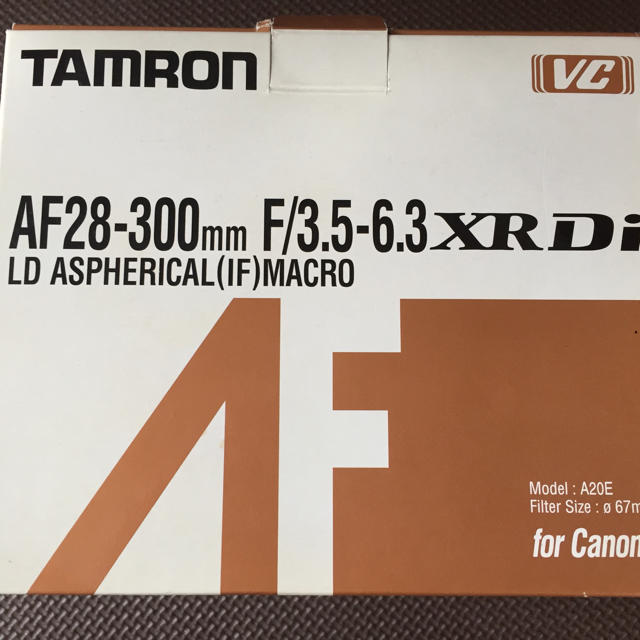 TAMRON
VC
AF28-300mm F/3.5-6.3 XR Di
LD ASPHERICAL(IF)MACRO
AF
Model : A20E
Filter Size : ø 67m
for Canon